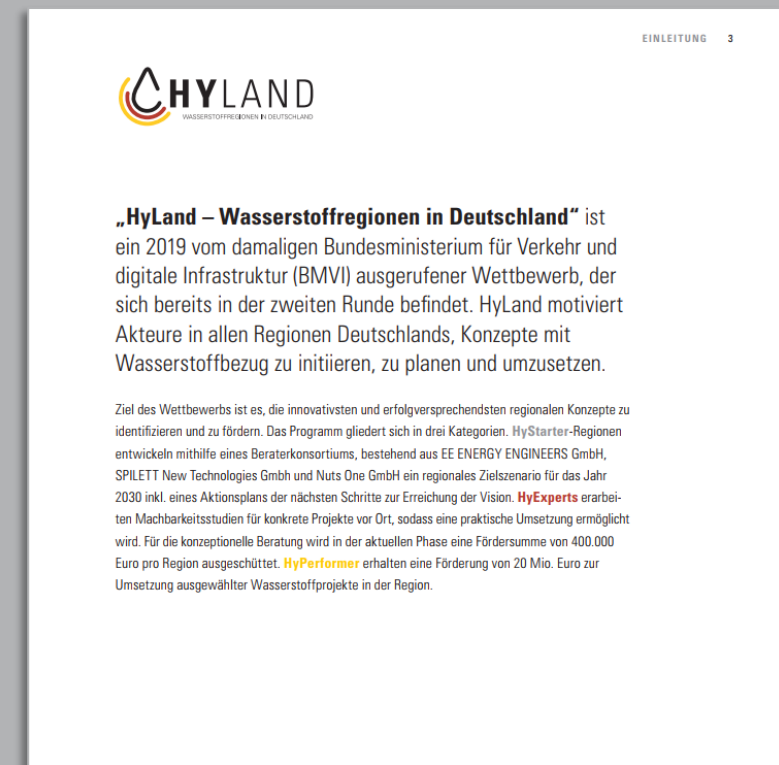 EINLEITUNG 3
HYLAND
WASSERSTOFFREGIONEN IN DEUTSCHLAND
„HyLand – Wasserstoffregionen in Deutschland“ ist
ein 2019 vom damaligen Bundesministerium für Verkehr und
digitale Infrastruktur (BMVI) ausgerufener Wettbewerb, der
sich bereits in der zweiten Runde befindet. HyLand motiviert
Akteure in allen Regionen Deutschlands, Konzepte mit
Wasserstoffbezug zu initiieren, zu planen und umzusetzen.
Ziel des Wettbewerbs ist es, die innovativsten und erfolgversprechendsten regionalen Konzepte zu
identifizieren und zu fördern. Das Programm gliedert sich in drei Kategorien. HyStarter-Regionen
entwickeln mithilfe eines Beraterkonsortiums, bestehend aus EE ENERGY ENGINEERS GmbH,
SPILETT New Technologies Gmbh und Nuts One GmbH ein regionales Zielszenario für das Jahr
2030 inkl. eines Aktionsplans der nächsten Schritte zur Erreichung der Vision. HyExperts erarbei-
ten Machbarkeitsstudien für konkrete Projekte vor Ort, sodass eine praktische Umsetzung ermöglicht
wird. Für die konzeptionelle Beratung wird in der aktuellen Phase eine Fördersumme von 400.000
Euro pro Region ausgeschüttet. HyPerformer erhalten eine Förderung von 20 Mio. Euro zur
Umsetzung ausgewählter Wasserstoffprojekte in der Region.